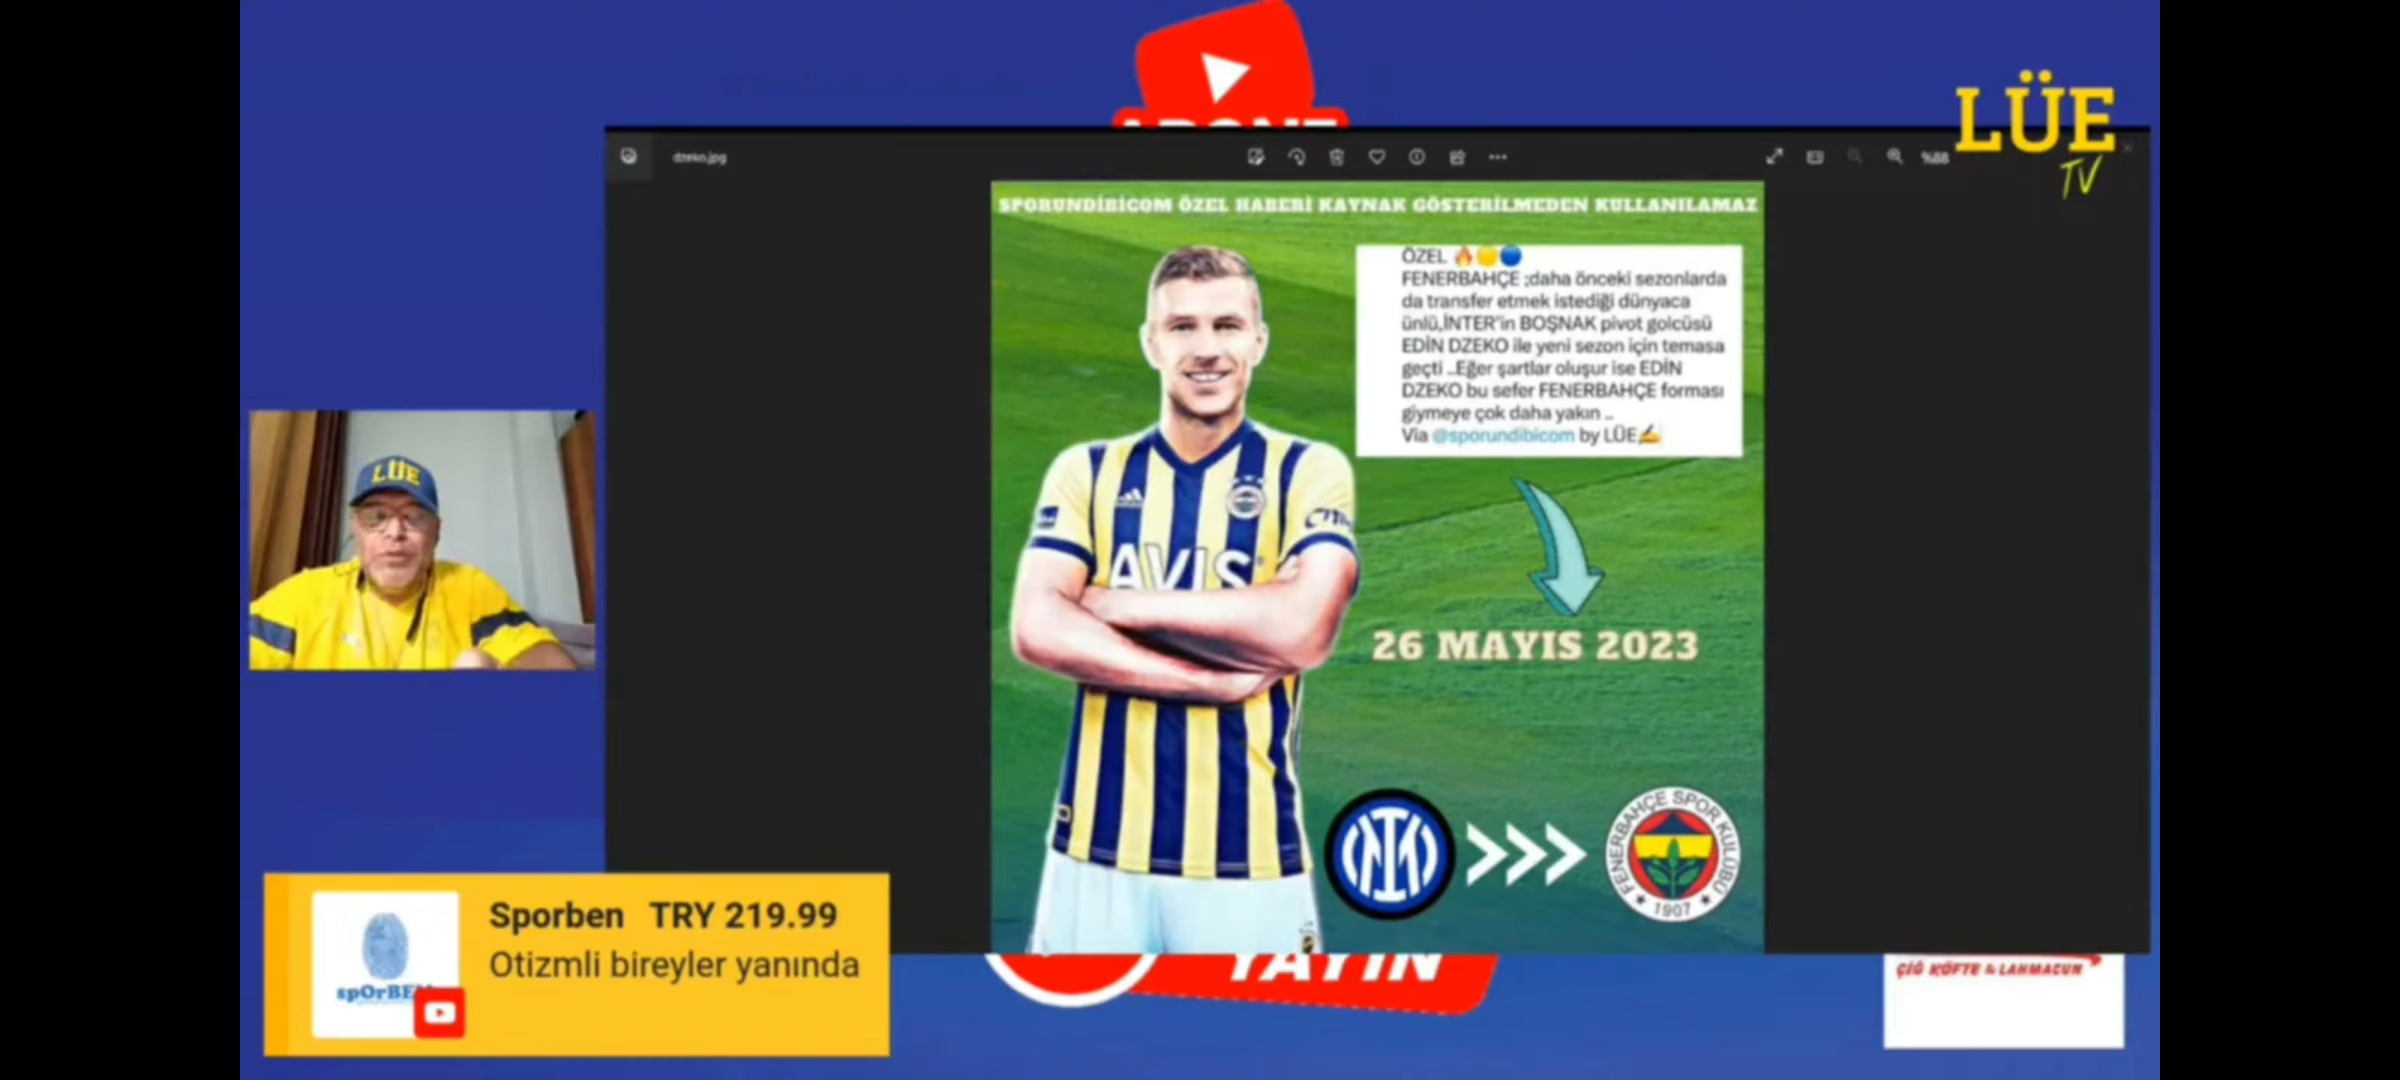 LÜE
TV
dzeko.jpg
%88
SPORUNDİBİCOM ÖZEL HABERİ KAYNAK GÖSTERİLMEDEN KULLANILAMAZ
ÖZEL 🔥🟡🔵
FENERBAHÇE ;daha önceki sezonlarda
da transfer etmek istediği dünyaca
ünlü,İNTER'in BOŞNAK pivot golcüsü
EDİN DZEKO ile yeni sezon için temasa
geçti ..Eğer şartlar oluşur ise EDİN
DZEKO bu sefer FENERBAHÇE forması
giymeye çok daha yakın ..
Via @sporundibicom by LÜE✍️
LÜE
AVIS
26 MAYIS 2023
FENERBAHÇE SPOR KULÜBÜ
1907
Sporben TRY 219.99
Otizmli bireyler yanında
YAYIN
ÇİĞ KÖFTE & LAHMACUN